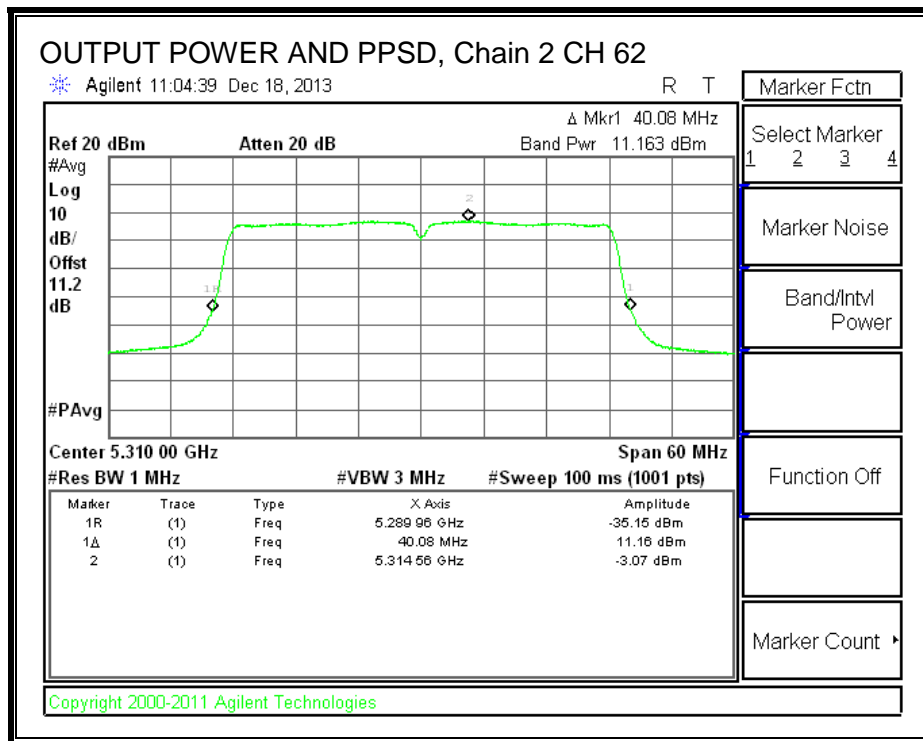 OUTPUT POWER AND PPSD, Chain 2 CH 62
Agilent 11:04:39 Dec 18, 2013 R T
Δ Mkr1 40.08 MHz
Ref 20 dBm Atten 20 dB Band Pwr 11.163 dBm
#Avg
Log
10
dB/
Offst
11.2
dB
2
1R
1
#PAvg
Center 5.310 00 GHz Span 60 MHz
#Res BW 1 MHz #VBW 3 MHz #Sweep 100 ms (1001 pts)
Marker Trace Type X Axis Amplitude
1R (1) Freq 5.289 96 GHz -35.15 dBm
1Δ (1) Freq 40.08 MHz 11.16 dBm
2 (1) Freq 5.314 56 GHz -3.07 dBm
Marker Fctn
Select Marker
1 2 3 4
Marker Noise
Band/Intvl
Power
Function Off
Marker Count
Copyright 2000-2011 Agilent Technologies